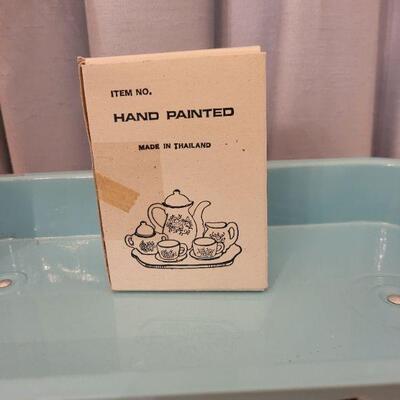 ITEM NO.
HAND PAINTED
MADE IN THAILAND